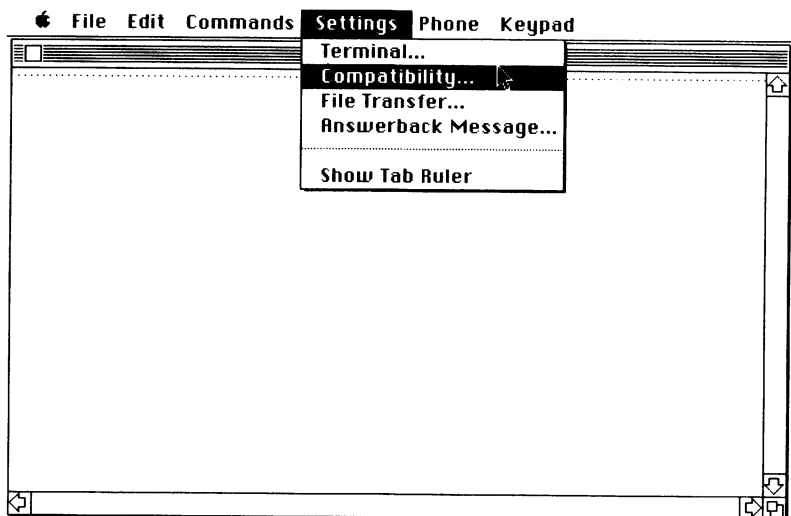 File Edit Commands Settings Phone Keypad
Terminal...
Compatibility...
File Transfer...
Answerback Message...
Show Tab Ruler